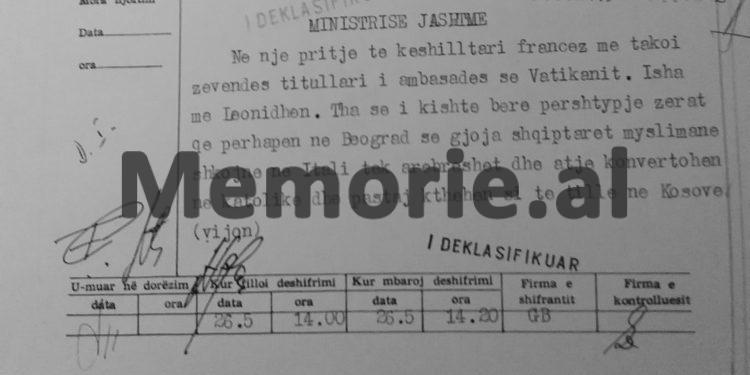 I DEKLASIFIKU
MINISTRISE JASHTME
Data
ora
Ne nje pritje te keshilltari francez me takoi
zevendes titullari i ambasades se Vatikanit. Isha
me Leonidhen. Tha se i kishte bere pershtypje zerat
qe perhapen ne Beograd se gjoja shqiptaret myslimane
shkojne ne Itali tek arebreshet dhe atje konvertohen
ne katolike dhe pastaj kthehen si te tille ne Kosove
Memorie.al
(vijon)
I DEKLASIFIKUAR
U-muar në dorëzim
Kur filloi deshifrimi
Kur mbaroj deshifrimi
Firma e
shifrantit
Firma e
kontrolluesit
data
ora
data
ora
data
ora
26.5
14.00
26.5
14.20
GB